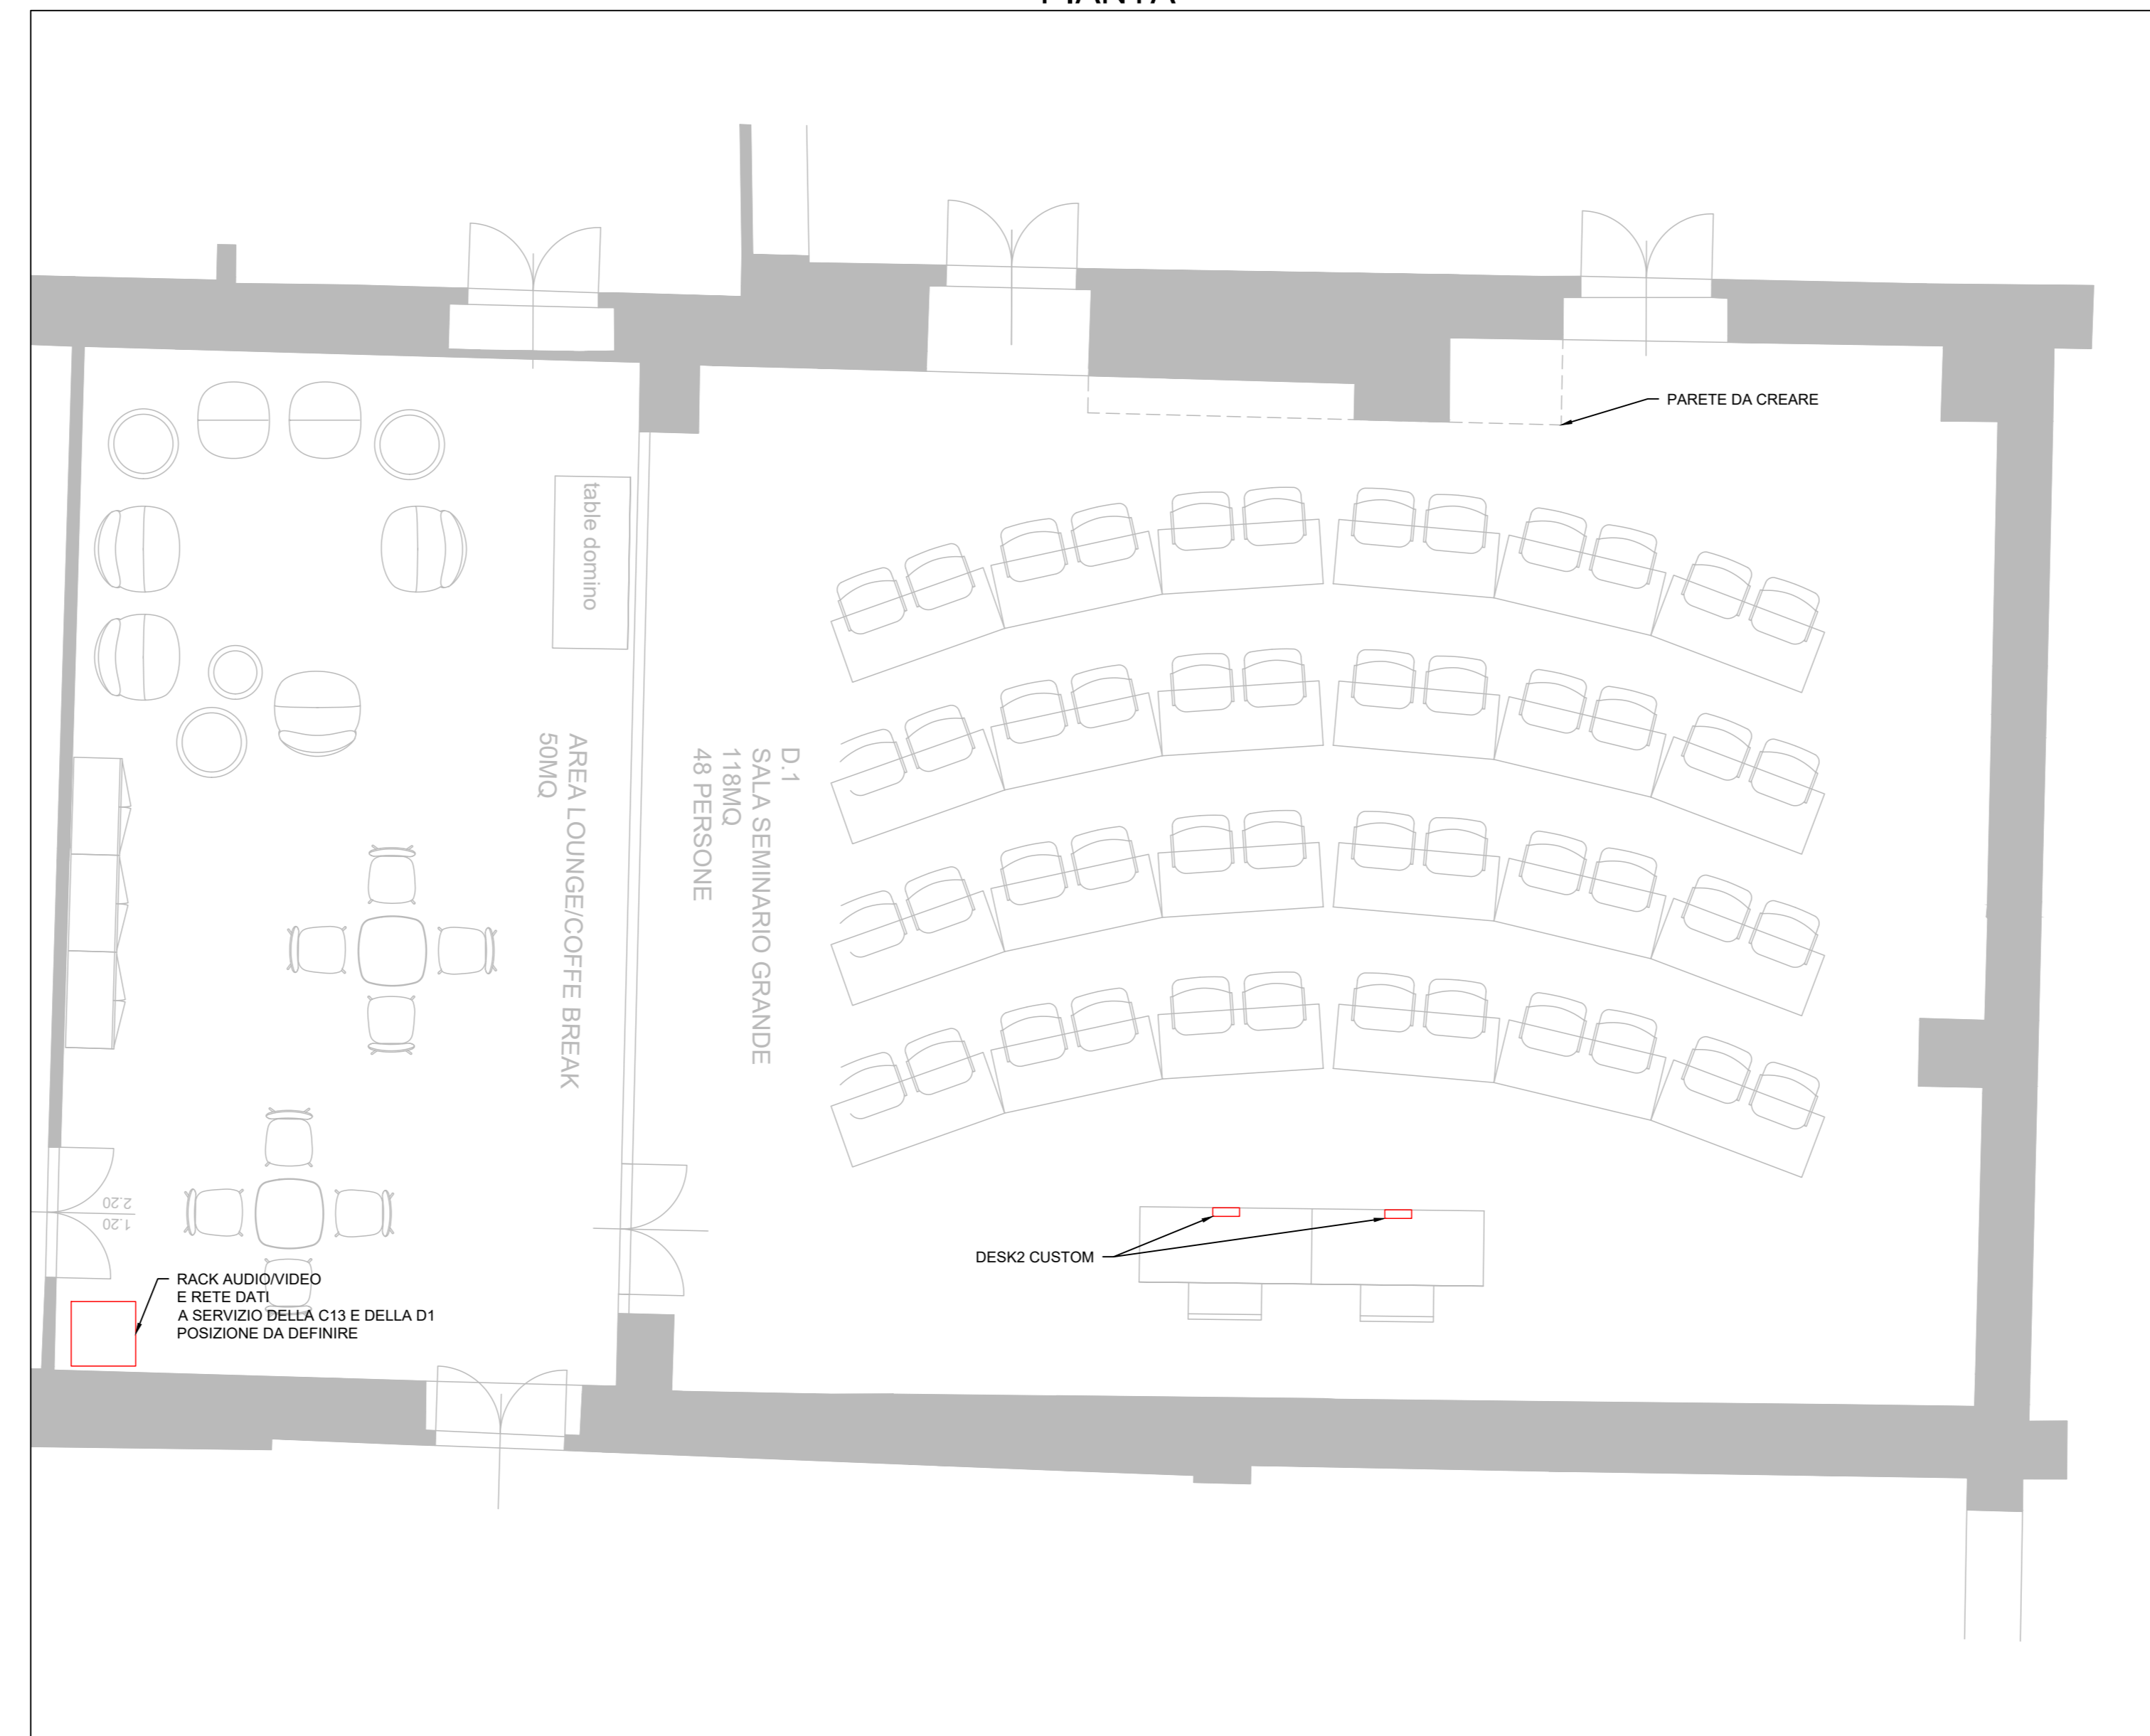 PIANTA
PARETE DA CREARE
table domino
AREA LOUNGE/COFFE BREAK
50MQ
D.1
SALA SEMINARIO GRANDE
118MQ
48 PERSONE
2.20
1.20
DESK2 CUSTOM
RACK AUDIO/VIDEO
E RETE DATI
A SERVIZIO DELLA C13 E DELLA D1
POSIZIONE DA DEFINIRE